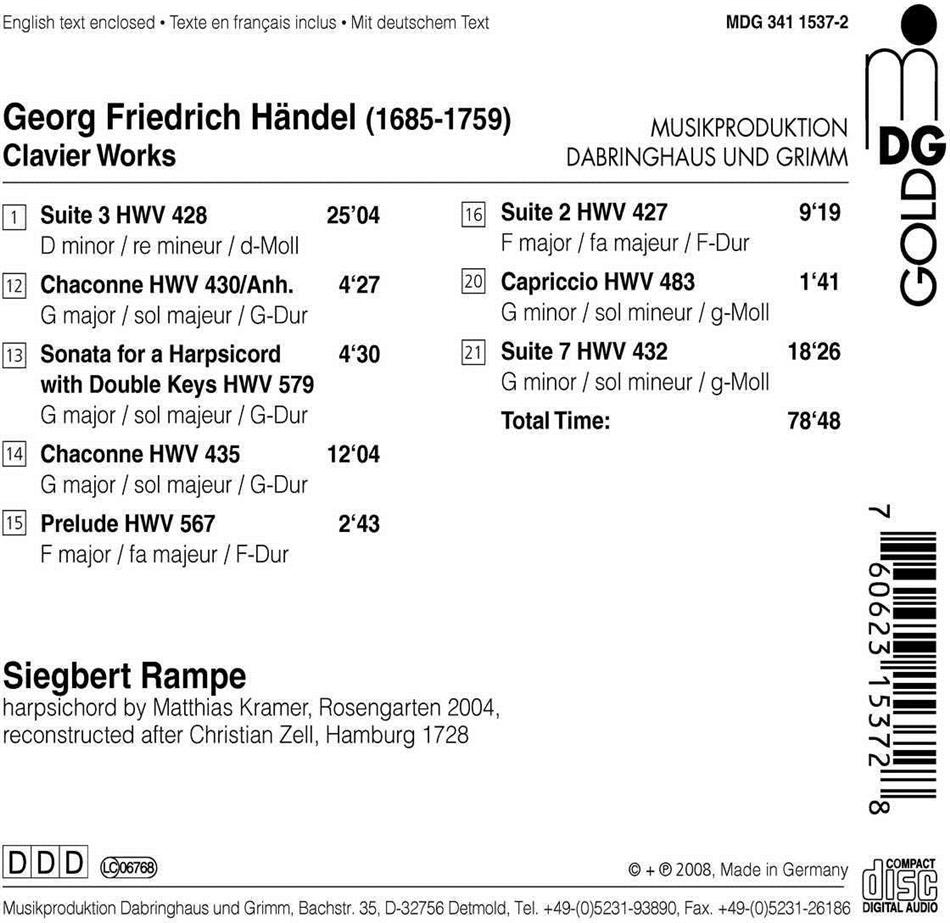 English text enclosed • Texte en français inclus • Mit deutschem Text
MDG 341 1537-2
Georg Friedrich Händel (1685-1759)
Clavier Works
MUSIKPRODUKTION
DABRINGHAUS UND GRIMM
mDG
GOLD
1 Suite 3 HWV 428 25’04
D minor / re mineur / d-Moll
12 Chaconne HWV 430/Anh. 4‘27
G major / sol majeur / G-Dur
13 Sonata for a Harpsicord 4‘30
with Double Keys HWV 579
G major / sol majeur / G-Dur
14 Chaconne HWV 435 12‘04
G major / sol majeur / G-Dur
15 Prelude HWV 567 2‘43
F major / fa majeur / F-Dur
16 Suite 2 HWV 427 9‘19
F major / fa majeur / F-Dur
20 Capriccio HWV 483 1‘41
G minor / sol mineur / g-Moll
21 Suite 7 HWV 432 18‘26
G minor / sol mineur / g-Moll
Total Time: 78‘48
Siegbert Rampe
harpsichord by Matthias Kramer, Rosengarten 2004,
reconstructed after Christian Zell, Hamburg 1728
7 60623 15372 8
DDD
LC 06768
© + ℗ 2008, Made in Germany
COMPACT
disc
DIGITAL AUDIO
Musikproduktion Dabringhaus und Grimm, Bachstr. 35, D-32756 Detmold, Tel. +49-(0)5231-93890, Fax. +49-(0)5231-26186